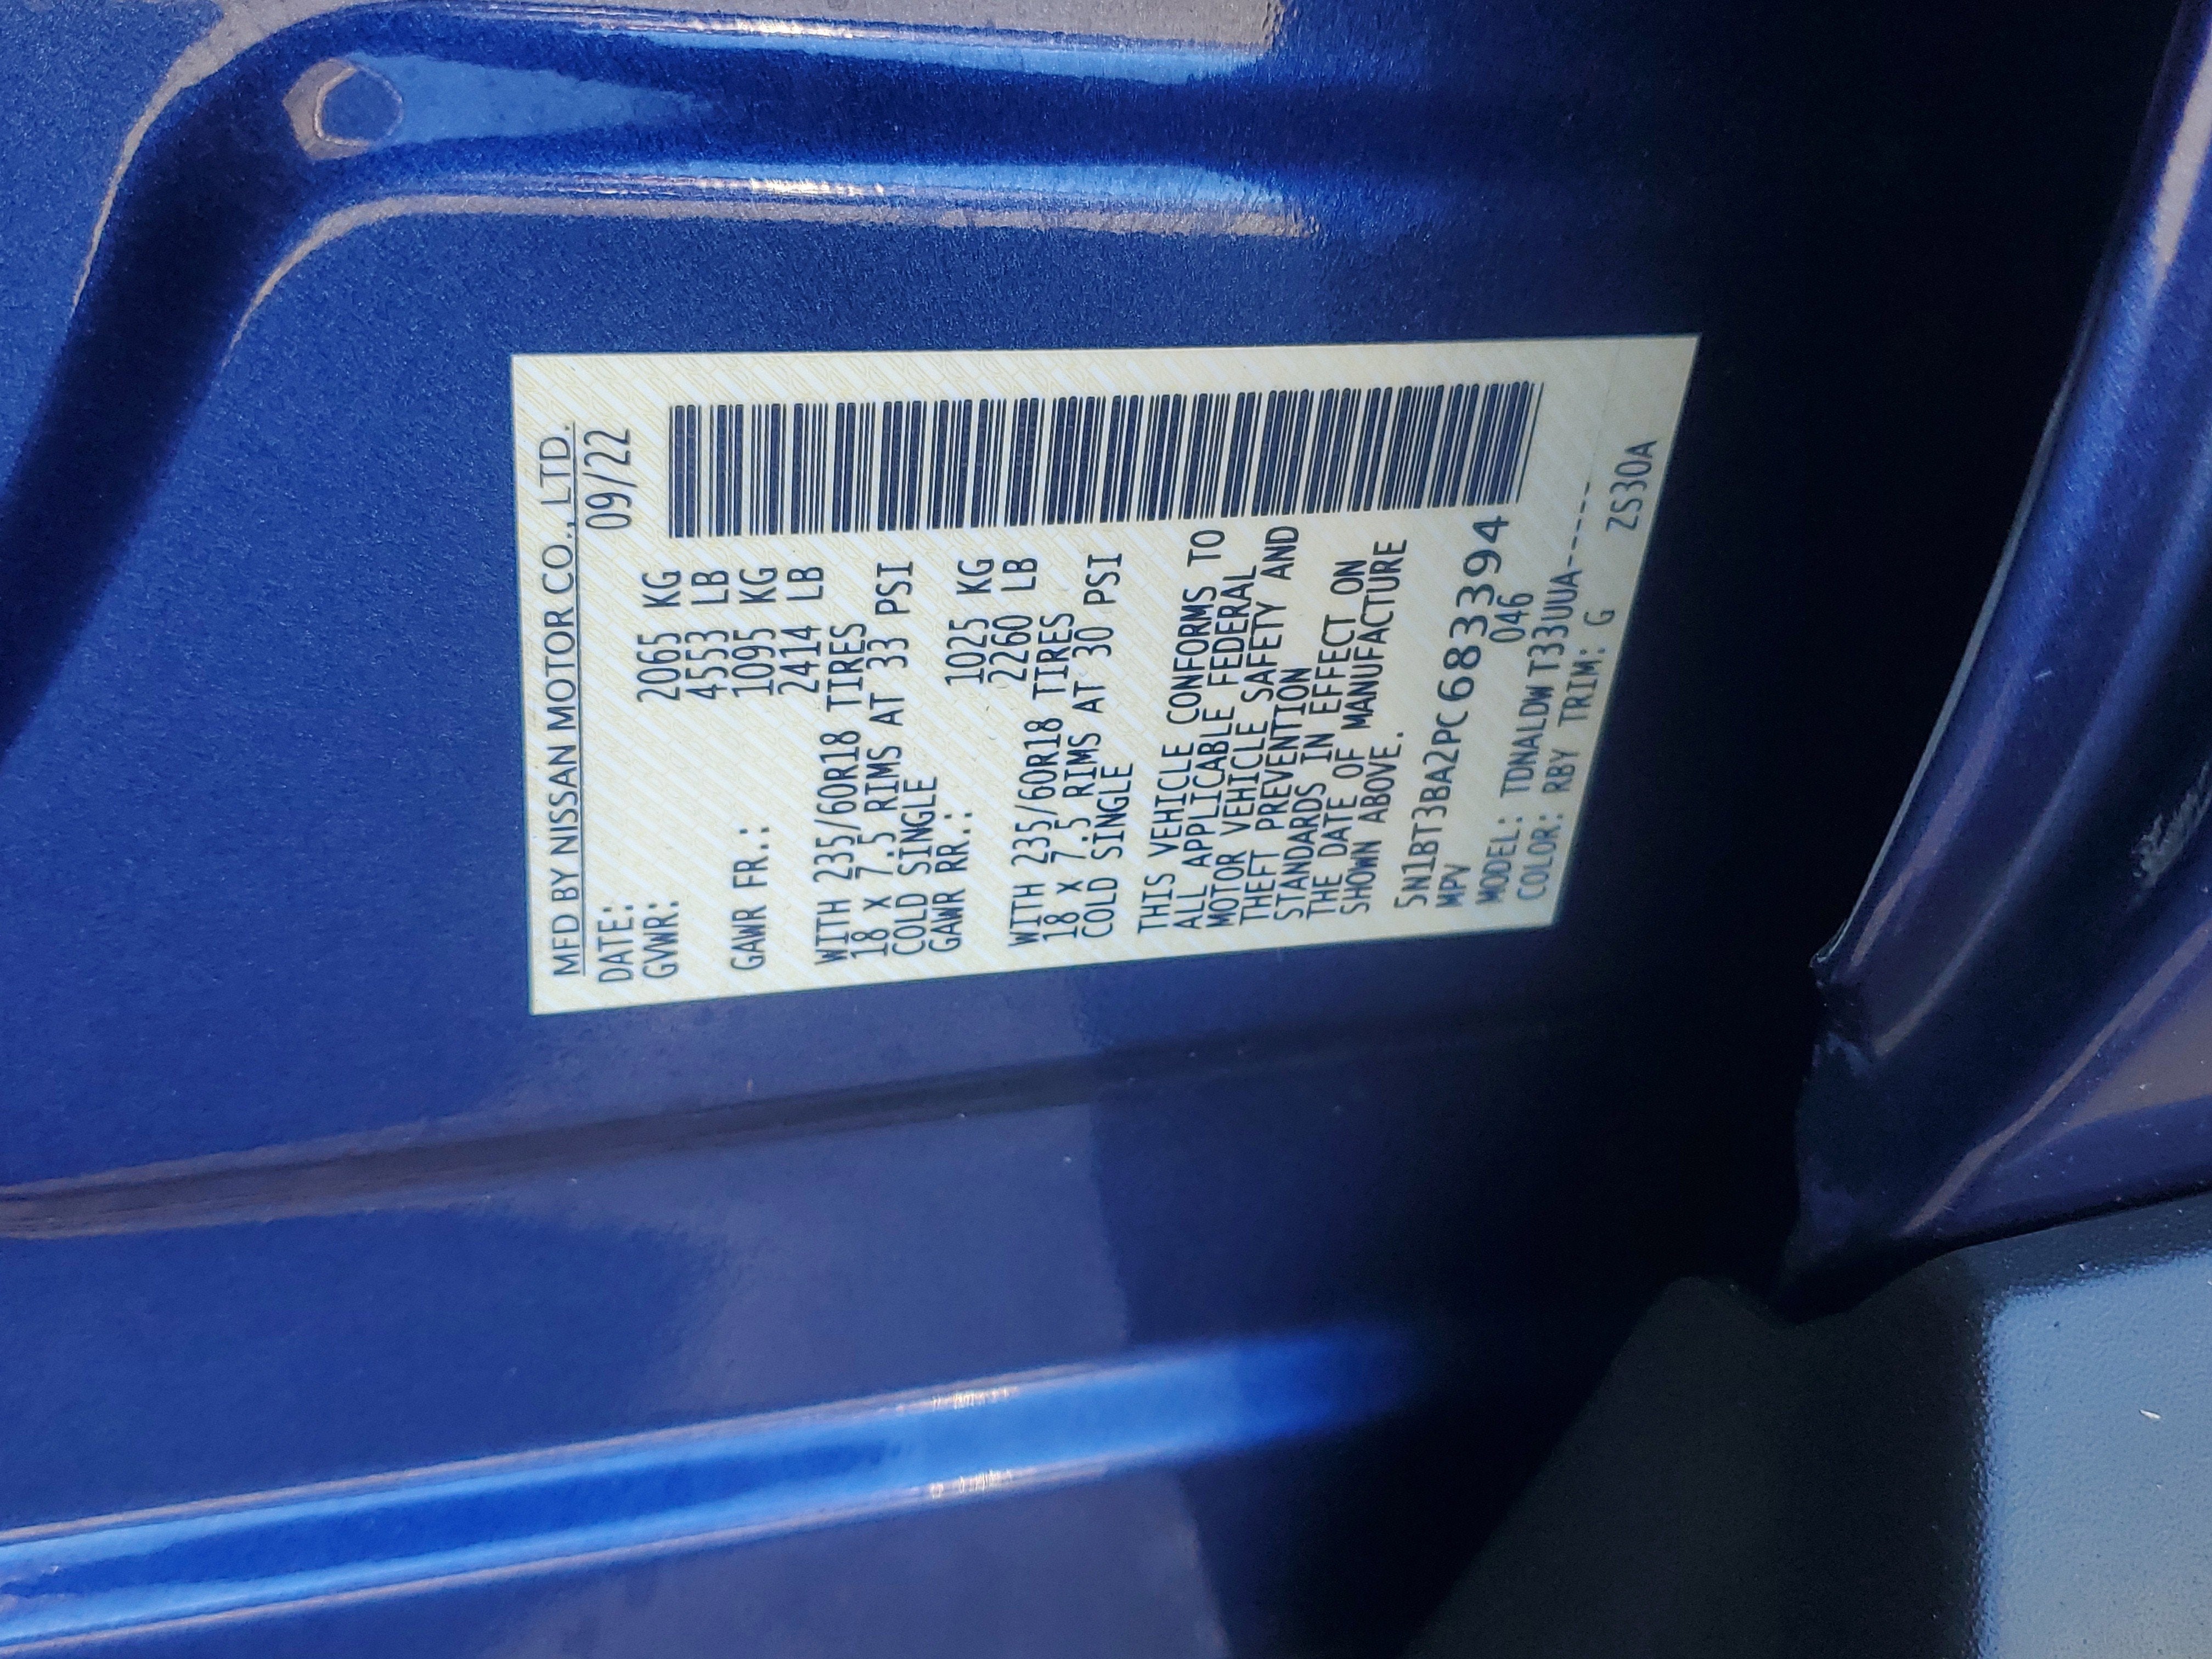 MFD BY NISSAN MOTOR CO., LTD.
DATE: 09/22
GVWR: 2065 KG
4553 LB
GAWR FR.: 1095 KG
2414 LB
WITH 235/60R18 TIRES
18 X 7.5 RIMS AT 33 PSI
COLD SINGLE
GAWR RR.: 1025 KG
2260 LB
WITH 235/60R18 TIRES
18 X 7.5 RIMS AT 30 PSI
COLD SINGLE
THIS VEHICLE CONFORMS TO
ALL APPLICABLE FEDERAL
MOTOR VEHICLE SAFETY AND
THEFT PREVENTION
STANDARDS IN EFFECT ON
THE DATE OF MANUFACTURE
SHOWN ABOVE.
5N1BT3BA2PC683394
MPV 046
MODEL: TDNALDW T33UUA-----
COLOR: RBY TRIM: G
ZS30A